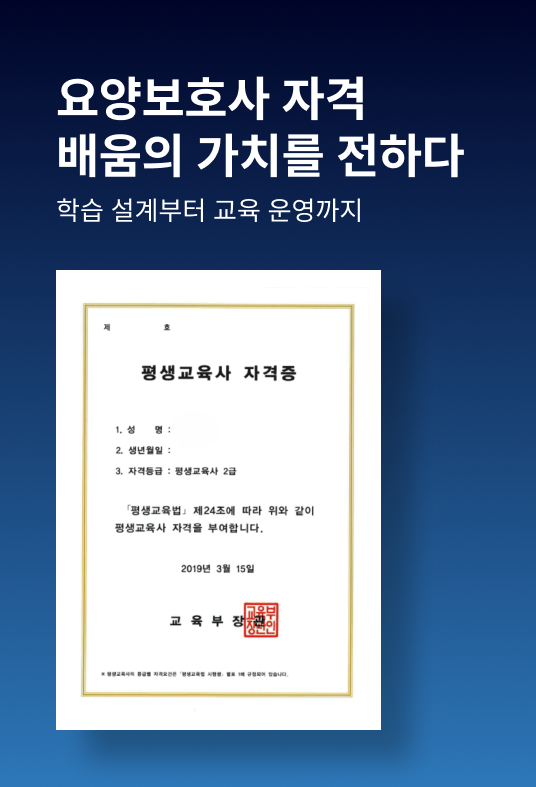 요양보호사 자격
배움의 가치를 전하다
학습 설계부터 교육 운영까지
제 호
평생교육사 자격증
1. 성 명 :
2. 생년월일 :
3. 자격등급 : 평생교육사 2급
「평생교육법」 제24조에 따라 위와 같이
평생교육사 자격을 부여합니다.
2019년 3월 15일
교 육 부 장 관
교육부
장관인
※ 평생교육사의 등급별 자격요건은 「평생교육법 시행령」 별표 1에 규정되어 있습니다.